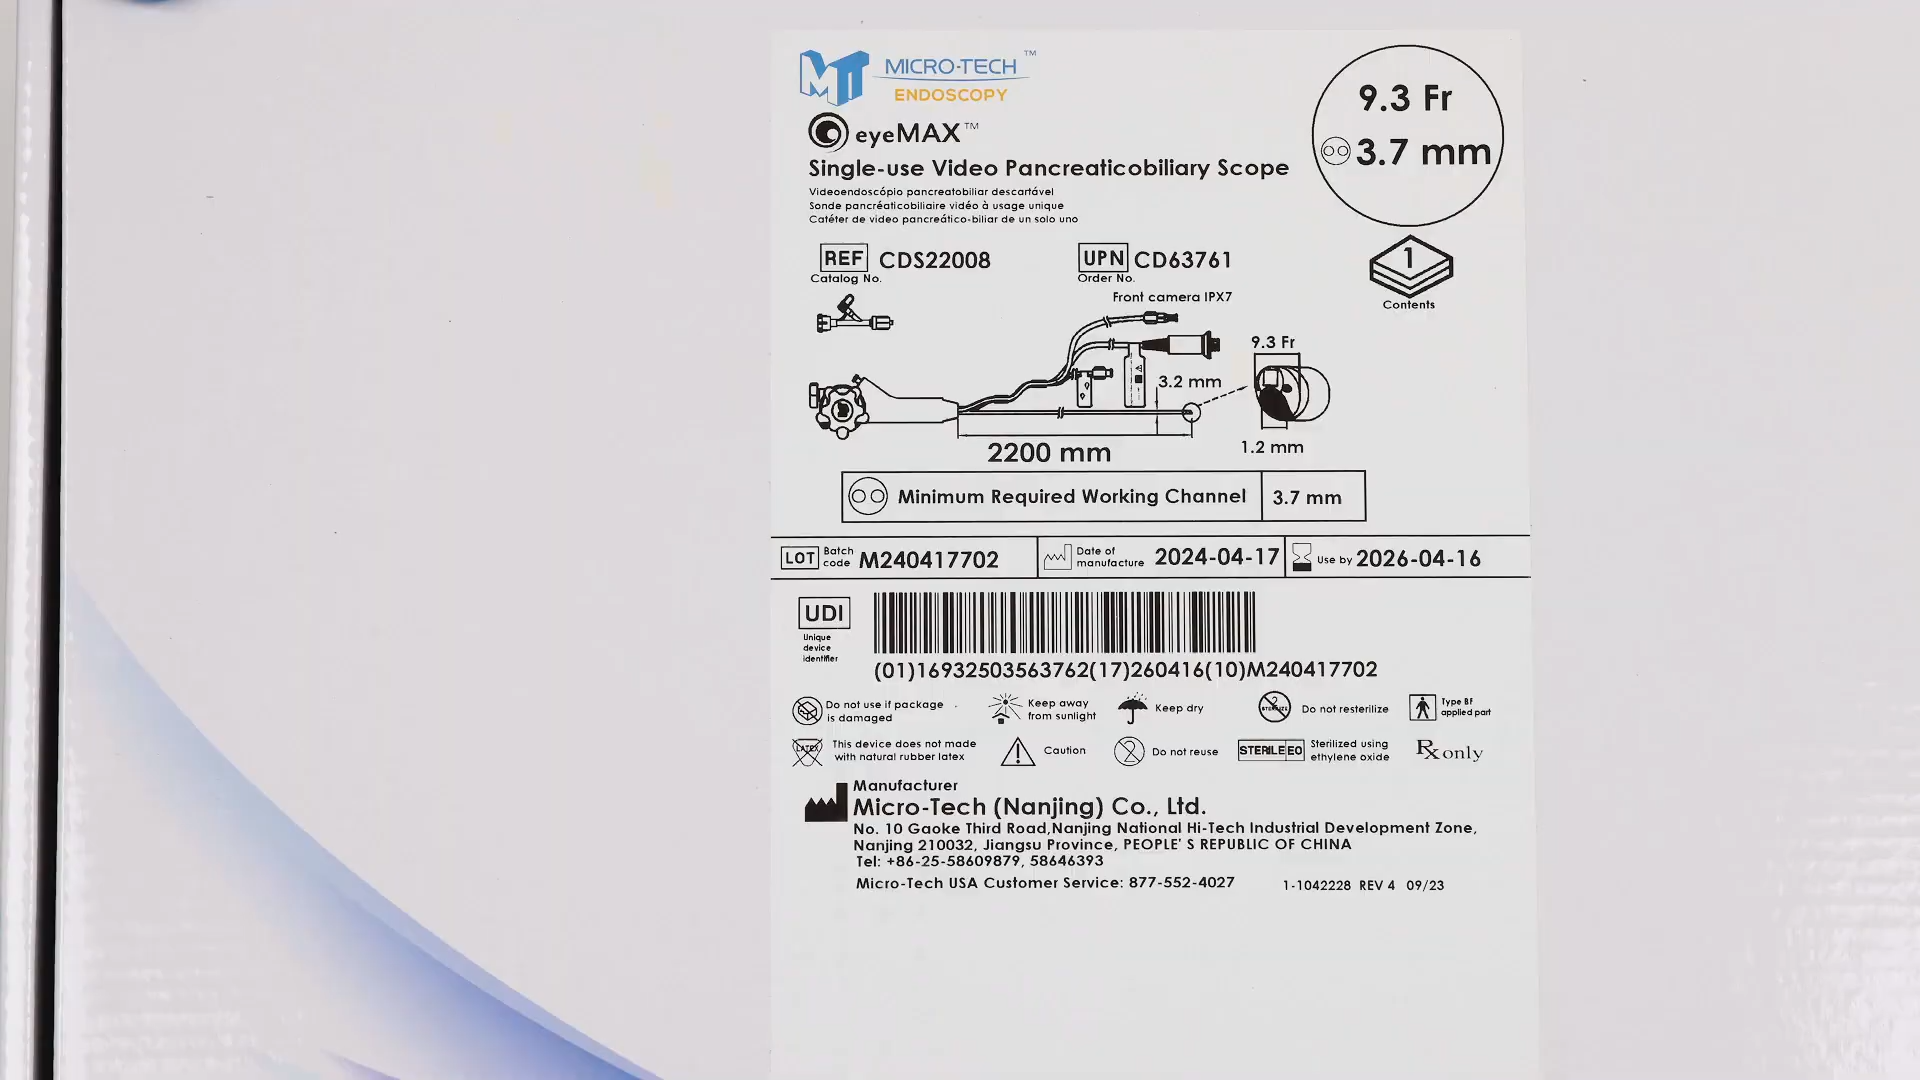 MICRO-TECH™
ENDOSCOPY
eyeMAX™
Single-use Video Pancreaticobiliary Scope
Videoendoscópio pancreatobiliar descartável
Sonde pancréaticobiliaire vidéo à usage unique
Catéter de video pancreático-biliar de un solo uno
9.3 Fr
3.7 mm
REF CDS22008
Catalog No.
UPN CD63761
Order No.
1
Contents
Front camera IPX7
9.3 Fr
3.2 mm
1.2 mm
2200 mm
Minimum Required Working Channel 3.7 mm
LOT Batch code M240417702
Date of manufacture 2024-04-17
Use by 2026-04-16
UDI
Unique
device
identifier
(01)16932503563762(17)260416(10)M240417702
Do not use if package
is damaged
Keep away
from sunlight
Keep dry
2
STERILIZE
Do not resterilize
Type BF
applied part
LATEX
This device does not made
with natural rubber latex
Caution
2
Do not reuse
STERILE EO
Sterilized using
ethylene oxide
Rx only
Manufacturer
Micro-Tech (Nanjing) Co., Ltd.
No. 10 Gaoke Third Road,Nanjing National Hi-Tech Industrial Development Zone,
Nanjing 210032, Jiangsu Province, PEOPLE' S REPUBLIC OF CHINA
Tel: +86-25-58609879, 58646393
Micro-Tech USA Customer Service: 877-552-4027
1-1042228 REV 4 09/23